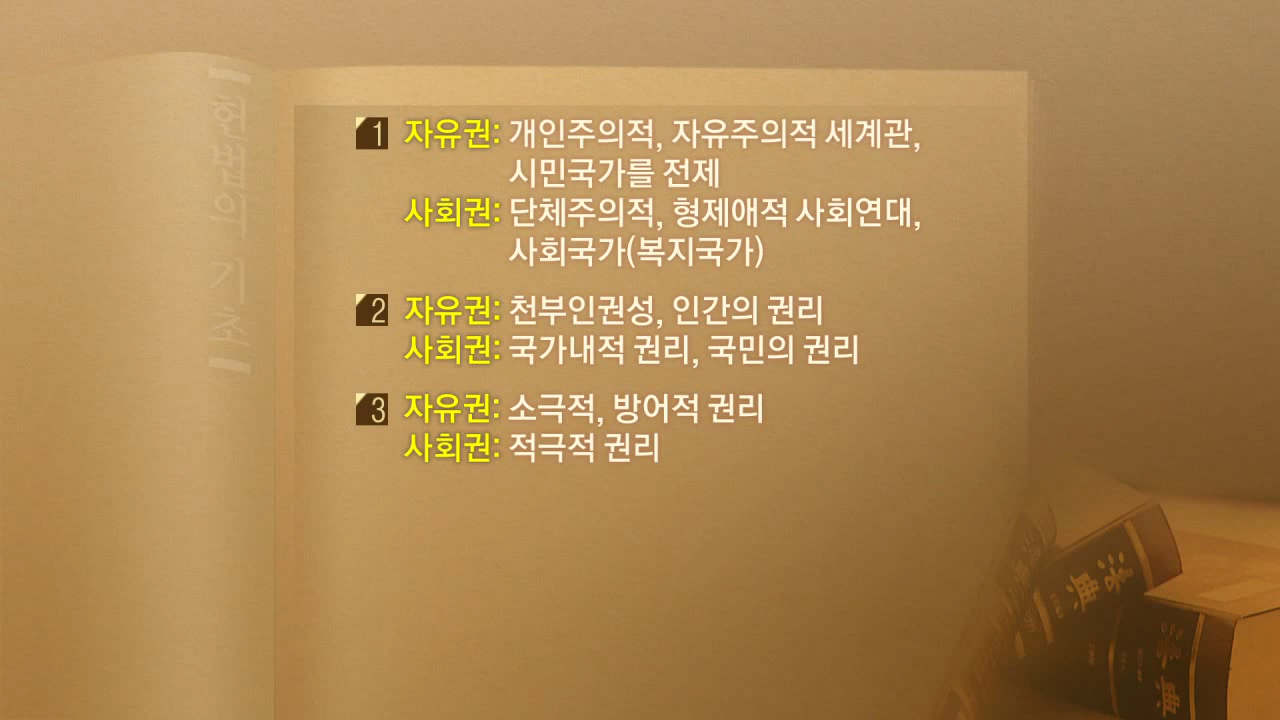 헌법의 기초
1 자유권: 개인주의적, 자유주의적 세계관,
시민국가를 전제
사회권: 단체주의적, 형제애적 사회연대,
사회국가(복지국가)
2 자유권: 천부인권성, 인간의 권리
사회권: 국가내적 권리, 국민의 권리
3 자유권: 소극적, 방어적 권리
사회권: 적극적 권리
法典
法典